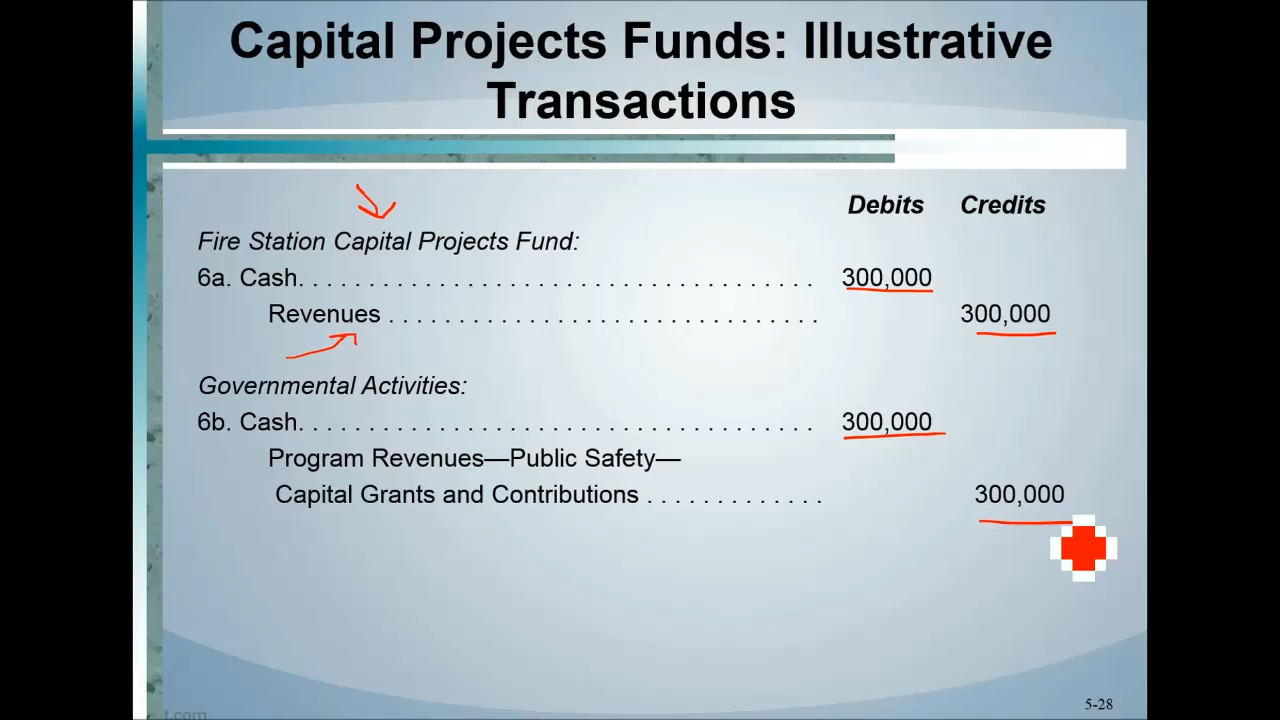 Capital Projects Funds: Illustrative
Transactions
Debits Credits
Fire Station Capital Projects Fund:
6a. Cash. . . . . . . . . . . . . . . . . . . . . . . . . . . . . . . . . . . . . 300,000
Revenues . . . . . . . . . . . . . . . . . . . . . . . . . . . . . . . 300,000
Governmental Activities:
6b. Cash. . . . . . . . . . . . . . . . . . . . . . . . . . . . . . . . . . . . . 300,000
Program Revenues—Public Safety—
Capital Grants and Contributions . . . . . . . . . . . . . 300,000
5-28
t.com